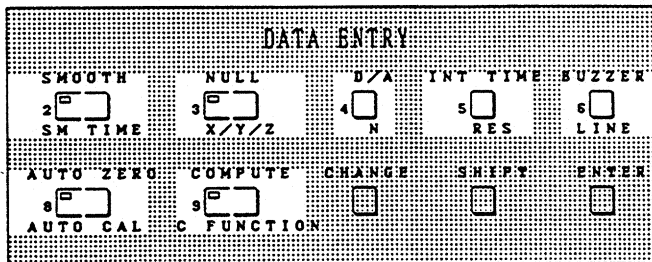 DATA ENTRY
SMOOTH NULL D/A INT TIME BUZZER
2 3 4 5 6
SM TIME X/Y/Z N RES LINE
AUTO ZERO COMPUTE CHANGE SHIFT ENTER
8 9
AUTO CAL C FUNCTION